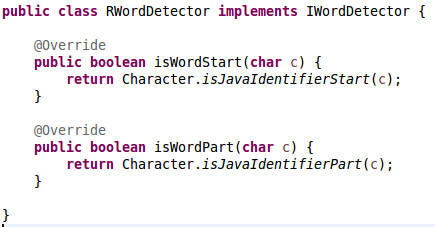 public class RWordDetector implements IWordDetector {
@Override
public boolean isWordStart(char c) {
return Character.isJavaIdentifierStart(c);
}
@Override
public boolean isWordPart(char c) {
return Character.isJavaIdentifierPart(c);
}
}